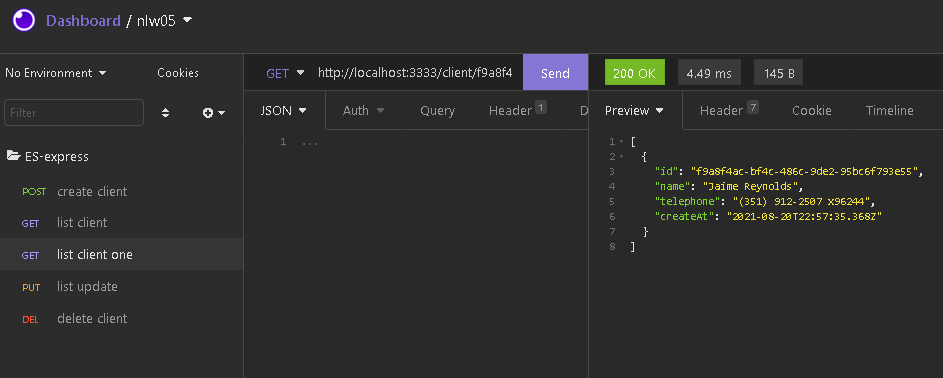 Dashboard / nlw05
No Environment
Cookies
Filter
ES-express
POST create client
GET list client
GET list client one
PUT list update
DEL delete client
GET http://localhost:3333/client/f9a8f4 Send
JSON Auth Query Header 1 D
1 ...
200 OK 4.49 ms 145 B
Preview Header 7 Cookie Timeline
1 [
2 {
3 "id": "f9a8f4ac-bf4c-486c-9de2-95bc6f793e55",
4 "name": "Jaime Reynolds",
5 "telephone": "(351) 912-2507 x96244",
6 "createAt": "2021-08-20T22:57:35.368Z"
7 }
8 ]